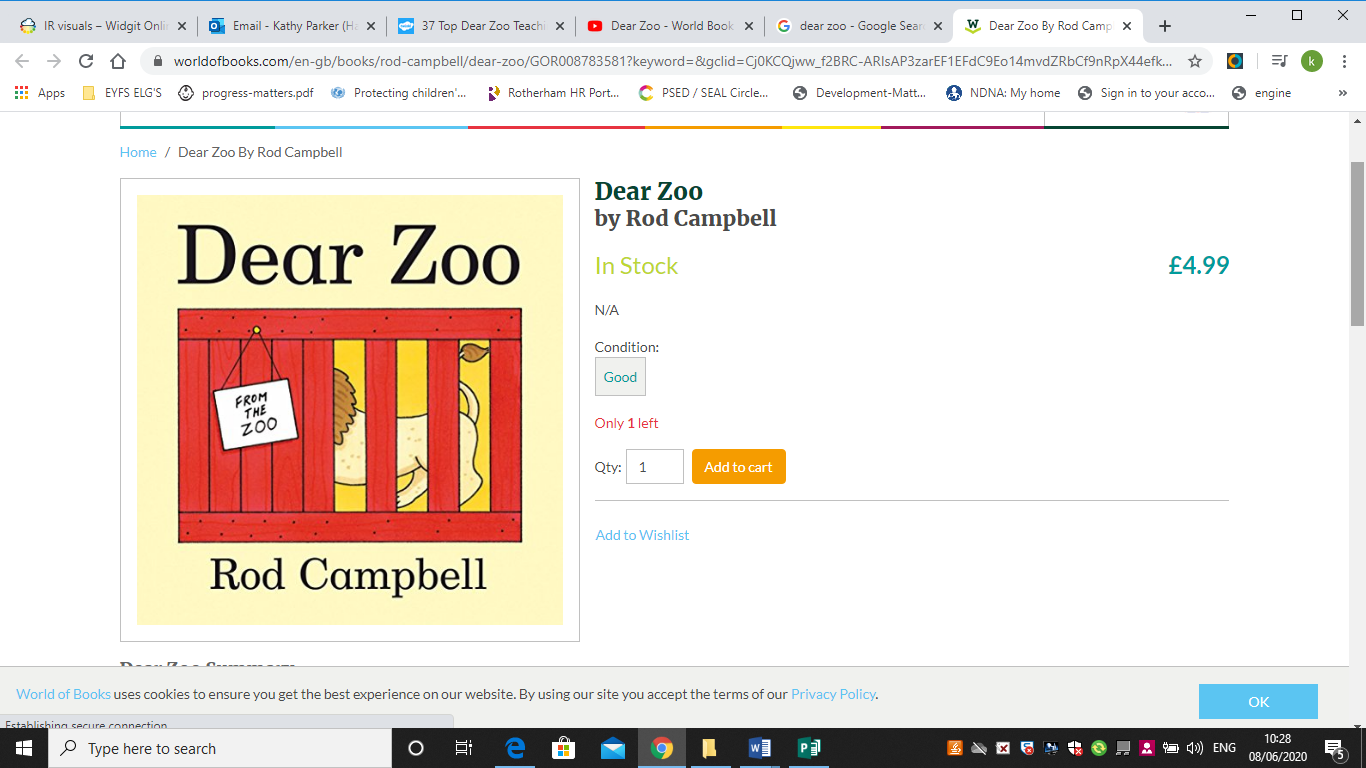 IR visuals – Widgit Onli
Email - Kathy Parker (Ha
37 Top Dear Zoo Teachi
Dear Zoo - World Book
dear zoo - Google Sear
Dear Zoo By Rod Camp
worldofbooks.com/en-gb/books/rod-campbell/dear-zoo/GOR008783581?keyword=&gclid=Cj0KCQjww_f2BRC-ARIsAP3zarEF1EFdC9Eo14mvdZRbCf9nRpX44efk...
k
Apps
EYFS ELG'S
progress-matters.pdf
Protecting children'...
Rotherham HR Port...
PSED / SEAL Circle...
Development-Matt...
NDNA: My home
Sign in to your acco...
engine
»
Home / Dear Zoo By Rod Campbell
Dear Zoo
FROM
THE
ZOO
Rod Campbell
Dear Zoo
by Rod Campbell
In Stock
£4.99
N/A
Condition:
Good
Only 1 left
Qty: 1 Add to cart
Add to Wishlist
Dear Zoo Summary
World of Books uses cookies to ensure you get the best experience on our website. By using our site you accept the terms of our Privacy Policy.
OK
Establishing secure connection
Type here to search
ENG
10:28
08/06/2020
5